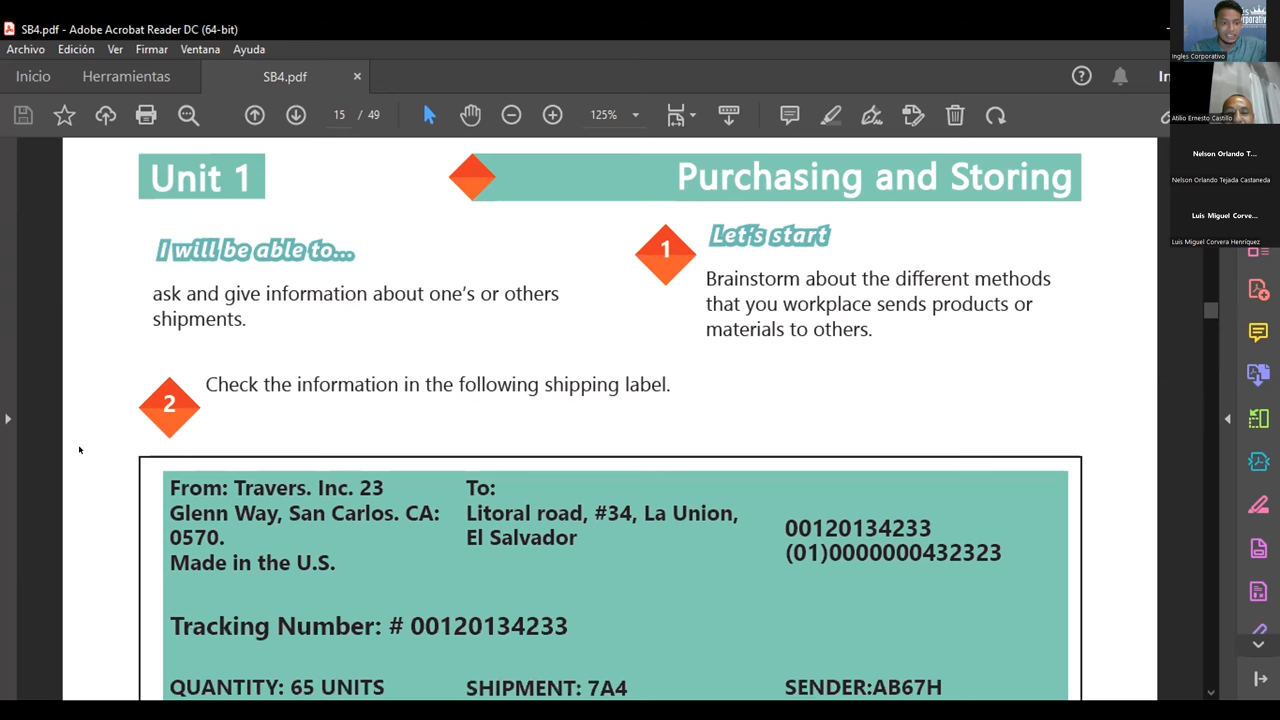 SB4.pdf - Adobe Acrobat Reader DC (64-bit)
Archivo Edición Ver Firmar Ventana Ayuda
Inicio Herramientas SB4.pdf ×
15 / 49 125%
Unit 1
Purchasing and Storing
I will be able to...
ask and give information about one's or others
shipments.
1
Let's start
Brainstorm about the different methods
that you workplace sends products or
materials to others.
2
Check the information in the following shipping label.
From: Travers. Inc. 23
Glenn Way, San Carlos. CA:
0570.
Made in the U.S.
To:
Litoral road, #34, La Union,
El Salvador
00120134233
(01)0000000432323
Tracking Number: # 00120134233
QUANTITY: 65 UNITS
SHIPMENT: 7A4
SENDER:AB67H
Ingles Corporativo
Atilio Ernesto Castillo
Nelson Orlando T...
Nelson Orlando Tejada Castaneda
Luis Miguel Corve...
Luis Miguel Corvera Henríquez